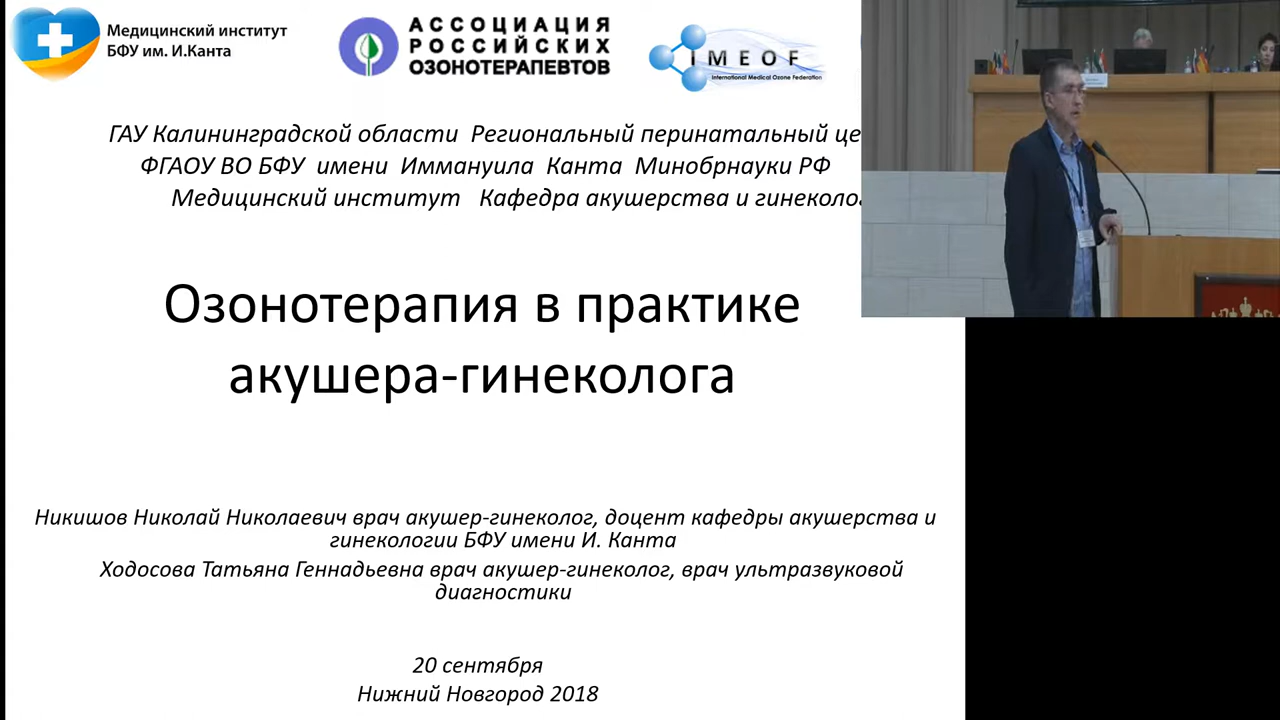 Медицинский институт
БФУ им. И.Канта
АССОЦИАЦИЯ
РОССИЙСКИХ
ОЗОНОТЕРАПЕВТОВ
IMEOF
International Medical Ozone Federation
ГАУ Калининградской области Региональный перинатальный це
ФГАОУ ВО БФУ имени Иммануила Канта Минобрнауки РФ
Медицинский институт Кафедра акушерства и гинеколог
Озонотерапия в практике
акушера-гинеколога
Никишов Николай Николаевич врач акушер-гинеколог, доцент кафедры акушерства и
гинекологии БФУ имени И. Канта
Ходосова Татьяна Геннадьевна врач акушер-гинеколог, врач ультразвуковой
диагностики
20 сентября
Нижний Новгород 2018